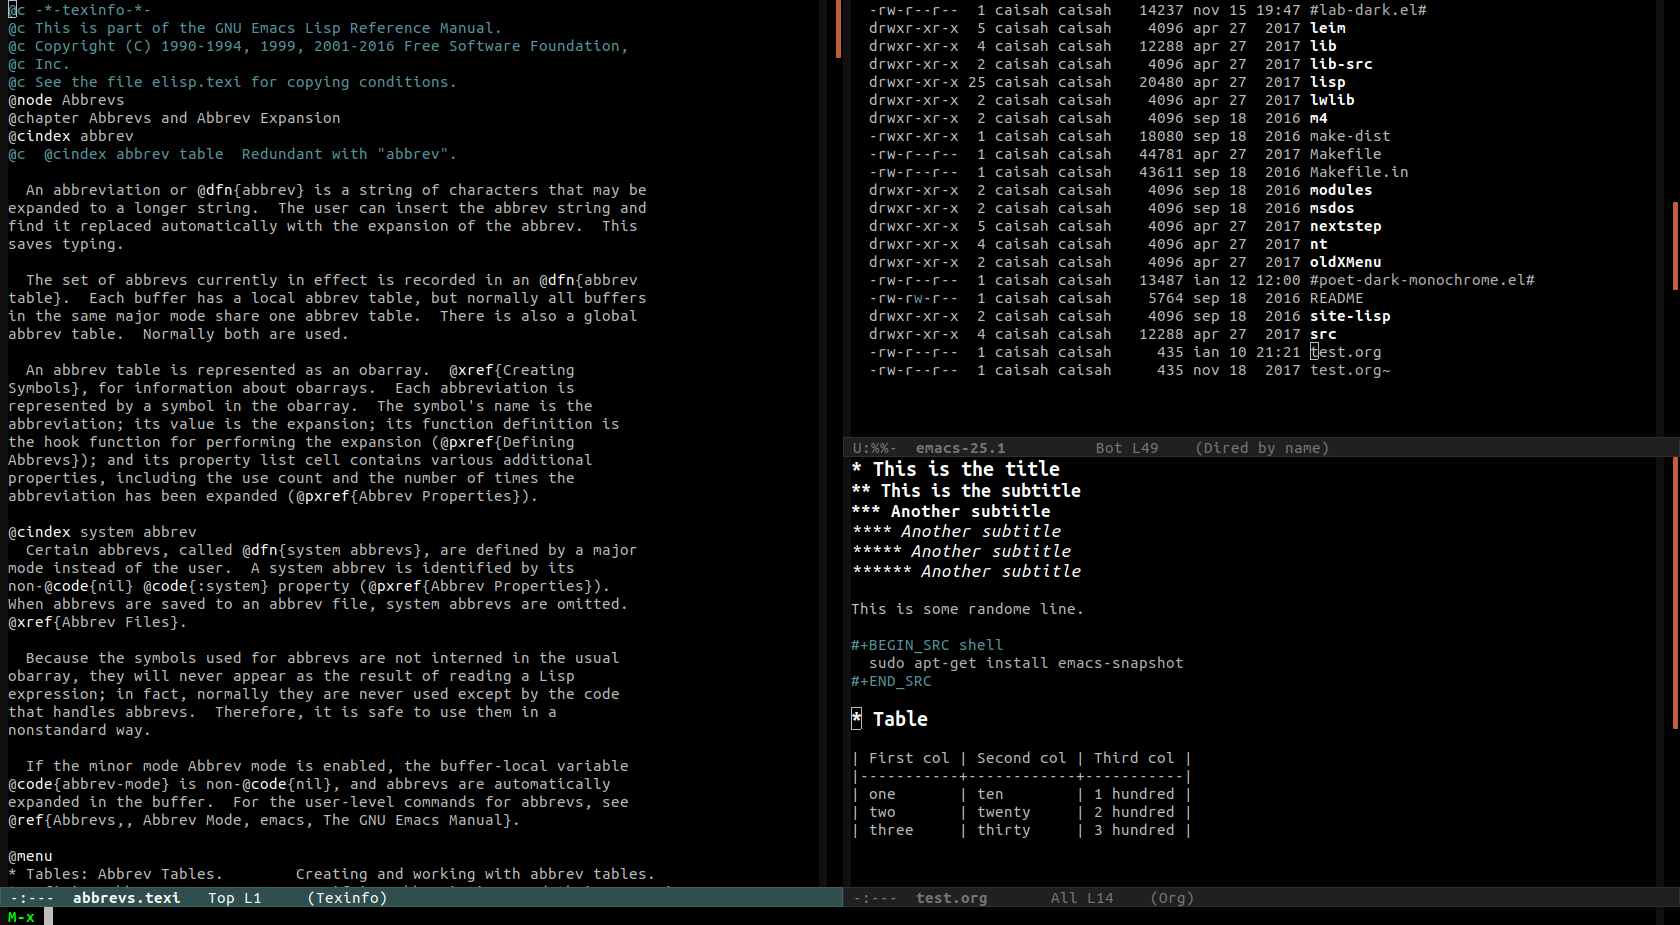 @c -*-texinfo-*-
@c This is part of the GNU Emacs Lisp Reference Manual.
@c Copyright (C) 1990-1994, 1999, 2001-2016 Free Software Foundation,
@c Inc.
@c See the file elisp.texi for copying conditions.
@node Abbrevs
@chapter Abbrevs and Abbrev Expansion
@cindex abbrev
@c  @cindex abbrev table  Redundant with "abbrev".

  An abbreviation or @dfn{abbrev} is a string of characters that may be
expanded to a longer string.  The user can insert the abbrev string and
find it replaced automatically with the expansion of the abbrev.  This
saves typing.

  The set of abbrevs currently in effect is recorded in an @dfn{abbrev
table}.  Each buffer has a local abbrev table, but normally all buffers
in the same major mode share one abbrev table.  There is also a global
abbrev table.  Normally both are used.

  An abbrev table is represented as an obarray.  @xref{Creating
Symbols}, for information about obarrays.  Each abbreviation is
represented by a symbol in the obarray.  The symbol's name is the
abbreviation; its value is the expansion; its function definition is
the hook function for performing the expansion (@pxref{Defining
Abbrevs}); and its property list cell contains various additional
properties, including the use count and the number of times the
abbreviation has been expanded (@pxref{Abbrev Properties}).

@cindex system abbrev
  Certain abbrevs, called @dfn{system abbrevs}, are defined by a major
mode instead of the user.  A system abbrev is identified by its
non-@code{nil} @code{:system} property (@pxref{Abbrev Properties}).
When abbrevs are saved to an abbrev file, system abbrevs are omitted.
@xref{Abbrev Files}.

  Because the symbols used for abbrevs are not interned in the usual
obarray, they will never appear as the result of reading a Lisp
expression; in fact, normally they are never used except by the code
that handles abbrevs.  Therefore, it is safe to use them in a
nonstandard way.

  If the minor mode Abbrev mode is enabled, the buffer-local variable
@code{abbrev-mode} is non-@code{nil}, and abbrevs are automatically
expanded in the buffer.  For the user-level commands for abbrevs, see
@ref{Abbrevs,, Abbrev Mode, emacs, The GNU Emacs Manual}.

@menu
* Tables: Abbrev Tables.        Creating and working with abbrev tables.
-:---  abbrevs.texi   Top L1     (Texinfo)
M-x
-rw-r--r--  1 caisah caisah   14237 nov 15 19:47 #lab-dark.el#
drwxr-xr-x  5 caisah caisah    4096 apr 27  2017 leim
drwxr-xr-x  4 caisah caisah   12288 apr 27  2017 lib
drwxr-xr-x  2 caisah caisah    4096 apr 27  2017 lib-src
drwxr-xr-x 25 caisah caisah   20480 apr 27  2017 lisp
drwxr-xr-x  2 caisah caisah    4096 apr 27  2017 lwlib
drwxr-xr-x  2 caisah caisah    4096 sep 18  2016 m4
-rwxr-xr-x  1 caisah caisah   18080 sep 18  2016 make-dist
-rw-r--r--  1 caisah caisah   44781 apr 27  2017 Makefile
-rw-r--r--  1 caisah caisah   43611 sep 18  2016 Makefile.in
drwxr-xr-x  2 caisah caisah    4096 sep 18  2016 modules
drwxr-xr-x  2 caisah caisah    4096 sep 18  2016 msdos
drwxr-xr-x  5 caisah caisah    4096 apr 27  2017 nextstep
drwxr-xr-x  4 caisah caisah    4096 apr 27  2017 nt
drwxr-xr-x  2 caisah caisah    4096 apr 27  2017 oldXMenu
-rw-r--r--  1 caisah caisah   13487 ian 12 12:00 #poet-dark-monochrome.el#
-rw-rw-r--  1 caisah caisah    5764 sep 18  2016 README
drwxr-xr-x  2 caisah caisah    4096 sep 18  2016 site-lisp
drwxr-xr-x  4 caisah caisah   12288 apr 27  2017 src
-rw-r--r--  1 caisah caisah     435 ian 10 21:21 test.org
-rw-r--r--  1 caisah caisah     435 nov 18  2017 test.org~
U:%%-  emacs-25.1          Bot L49    (Dired by name)
* This is the title
** This is the subtitle
*** Another subtitle
**** Another subtitle
***** Another subtitle
****** Another subtitle

This is some randome line.

#+BEGIN_SRC shell
  sudo apt-get install emacs-snapshot
#+END_SRC

* Table

| First col | Second col | Third col |
|-----------+------------+-----------|
| one       | ten        | 1 hundred |
| two       | twenty     | 2 hundred |
| three     | thirty     | 3 hundred |
-:---  test.org       All L14    (Org)